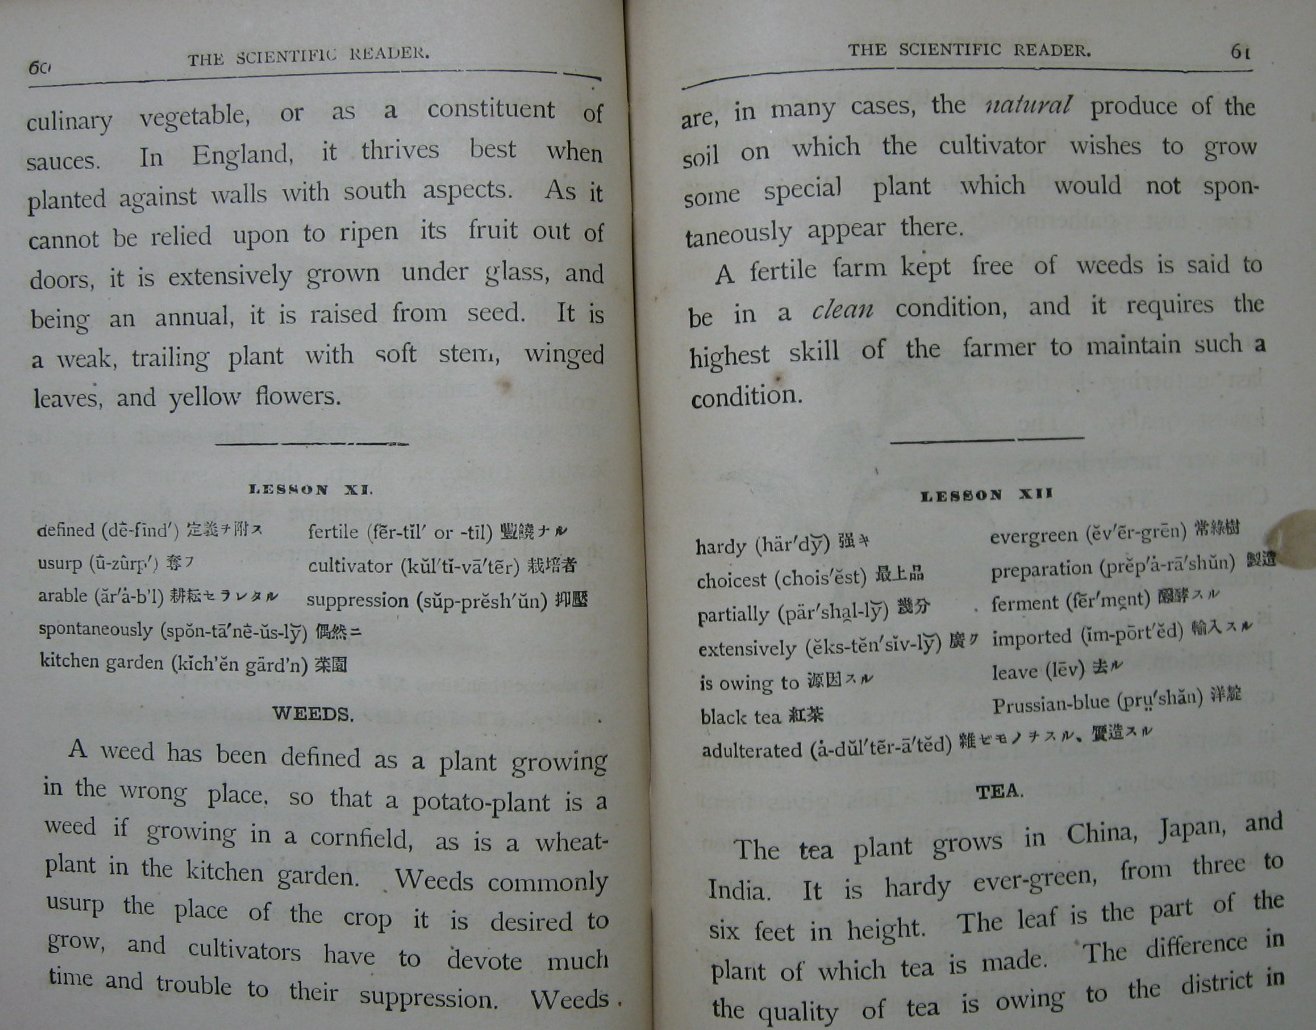 60
THE SCIENTIFIC READER.
culinary vegetable, or as a constituent of
sauces. In England, it thrives best when
planted against walls with south aspects. As it
cannot be relied upon to ripen its fruit out of
doors, it is extensively grown under glass, and
being an annual, it is raised from seed. It is
a weak, trailing plant with soft stem, winged
leaves, and yellow flowers.
LESSON XI.
defined (dē-fīnd′) 定義ヲ附ス
usurp (ū-zûrp′) 奪フ
arable (ăr′ȧ-b'l) 耕耘セラレタル
spontaneously (spŏn-tā′nē-ŭs-ly̆) 偶然ニ
kitchen garden (kĭch'ĕn gärd'n) 菜園
fertile (fẽr-tĭl′ or -tīl) 豐饒ナル
cultivator (kŭl′tĭ-vā′tẽr) 栽培者
suppression (sŭp-prĕsh′ŭn) 抑壓
WEEDS.
A weed has been defined as a plant growing
in the wrong place, so that a potato-plant is a
weed if growing in a cornfield, as is a wheat-
plant in the kitchen garden. Weeds commonly
usurp the place of the crop it is desired to
grow, and cultivators have to devote much
time and trouble to their suppression. Weeds
THE SCIENTIFIC READER.
61
are, in many cases, the natural produce of the
soil on which the cultivator wishes to grow
some special plant which would not spon-
taneously appear there.
A fertile farm kept free of weeds is said to
be in a clean condition, and it requires the
highest skill of the farmer to maintain such a
condition.
LESSON XII
hardy (här′dy̆) 强キ
choicest (chois′ĕst) 最上品
partially (pär′shal-ly̆) 幾分
extensively (ĕks-tĕn′sĭv-ly̆) 廣ク
is owing to 源因スル
black tea 紅茶
adulterated (ȧ-dŭl′tẽr-ā′tĕd) 雜ゼモノヲスル、贋造スル
evergreen (ĕv′ẽr-grēn) 常綠樹
preparation (prĕp′ȧ-rā′shŭn) 製造
ferment (fẽr′mĕnt) 醱酵スル
imported (ĭm-pōrt′ĕd) 輸入スル
leave (lēv) 去ル
Prussian-blue (prṳ′shăn) 洋靛
TEA.
The tea plant grows in China, Japan, and
India. It is hardy ever-green, from three to
six feet in height. The leaf is the part of the
plant of which tea is made. The difference in
the quality of tea is owing to the district in